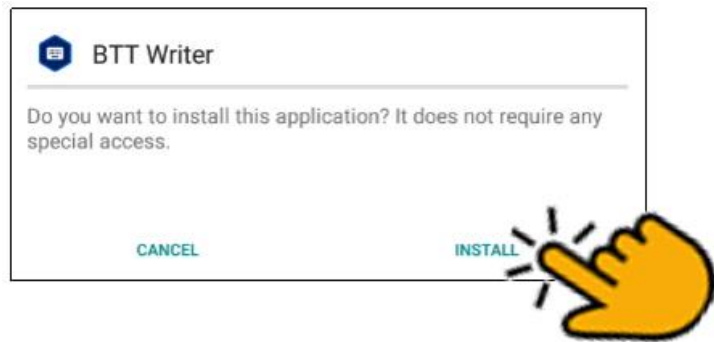 BTT Writer
Do you want to install this application? It does not require any
special access.
CANCEL
INSTALL